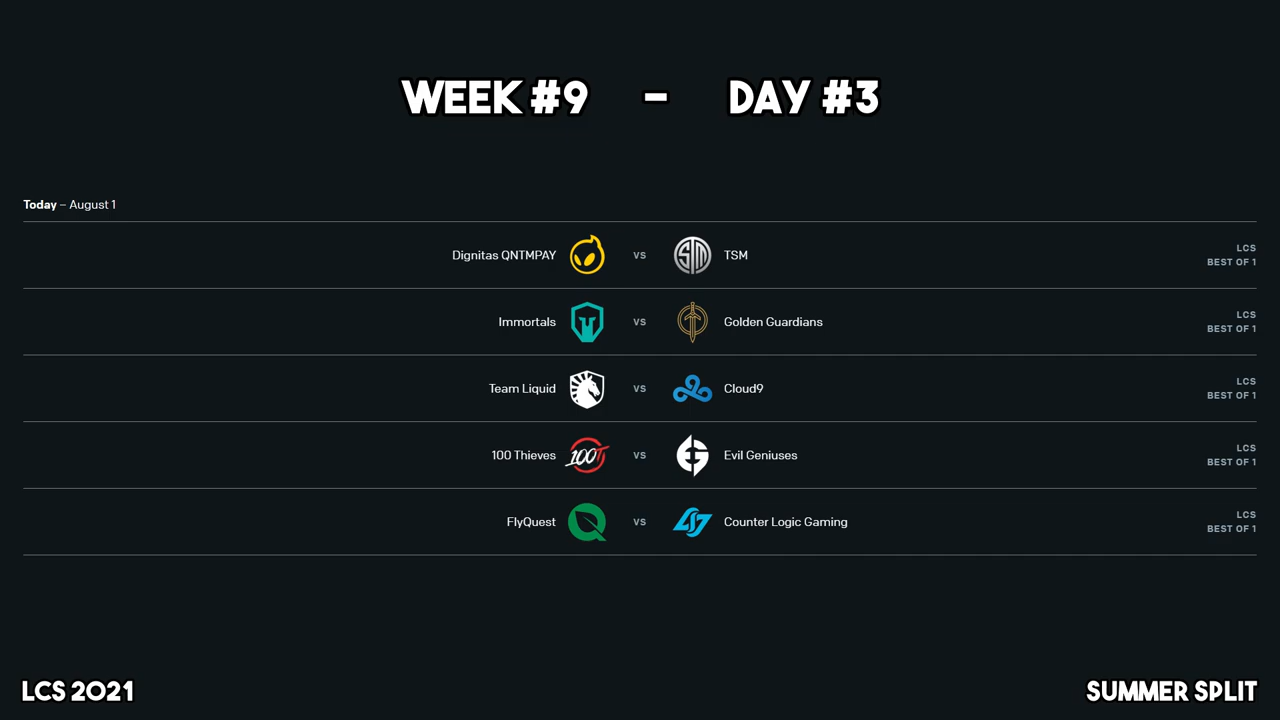 WEEK #9 - DAY #3
Today – August 1
Dignitas QNTMPAY VS TSM LCS
BEST OF 1
Immortals VS Golden Guardians LCS
BEST OF 1
Team Liquid VS Cloud9 LCS
BEST OF 1
100 Thieves 100T VS Evil Geniuses LCS
BEST OF 1
FlyQuest VS Counter Logic Gaming LCS
BEST OF 1
LCS 2021 SUMMER SPLIT